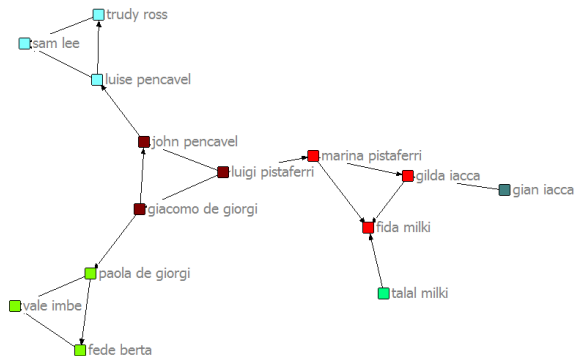 trudy ross
sam lee
luise pencavel
john pencavel
marina pistaferri
luigi pistaferri
gilda iacca
gian iacca
giacomo de giorgi
fida milki
paola de giorgi
talal milki
vale imbe
fede berta